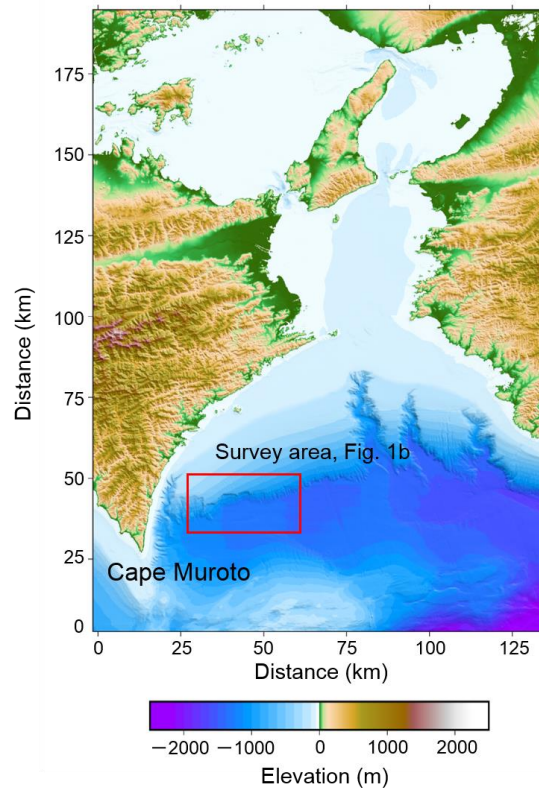 175
150
125
100
75
50
25
0
Distance (km)
Survey area, Fig. 1b
Cape Muroto
0 25 50 75 100 125
Distance (km)
−2000 −1000 0 1000 2000
Elevation (m)